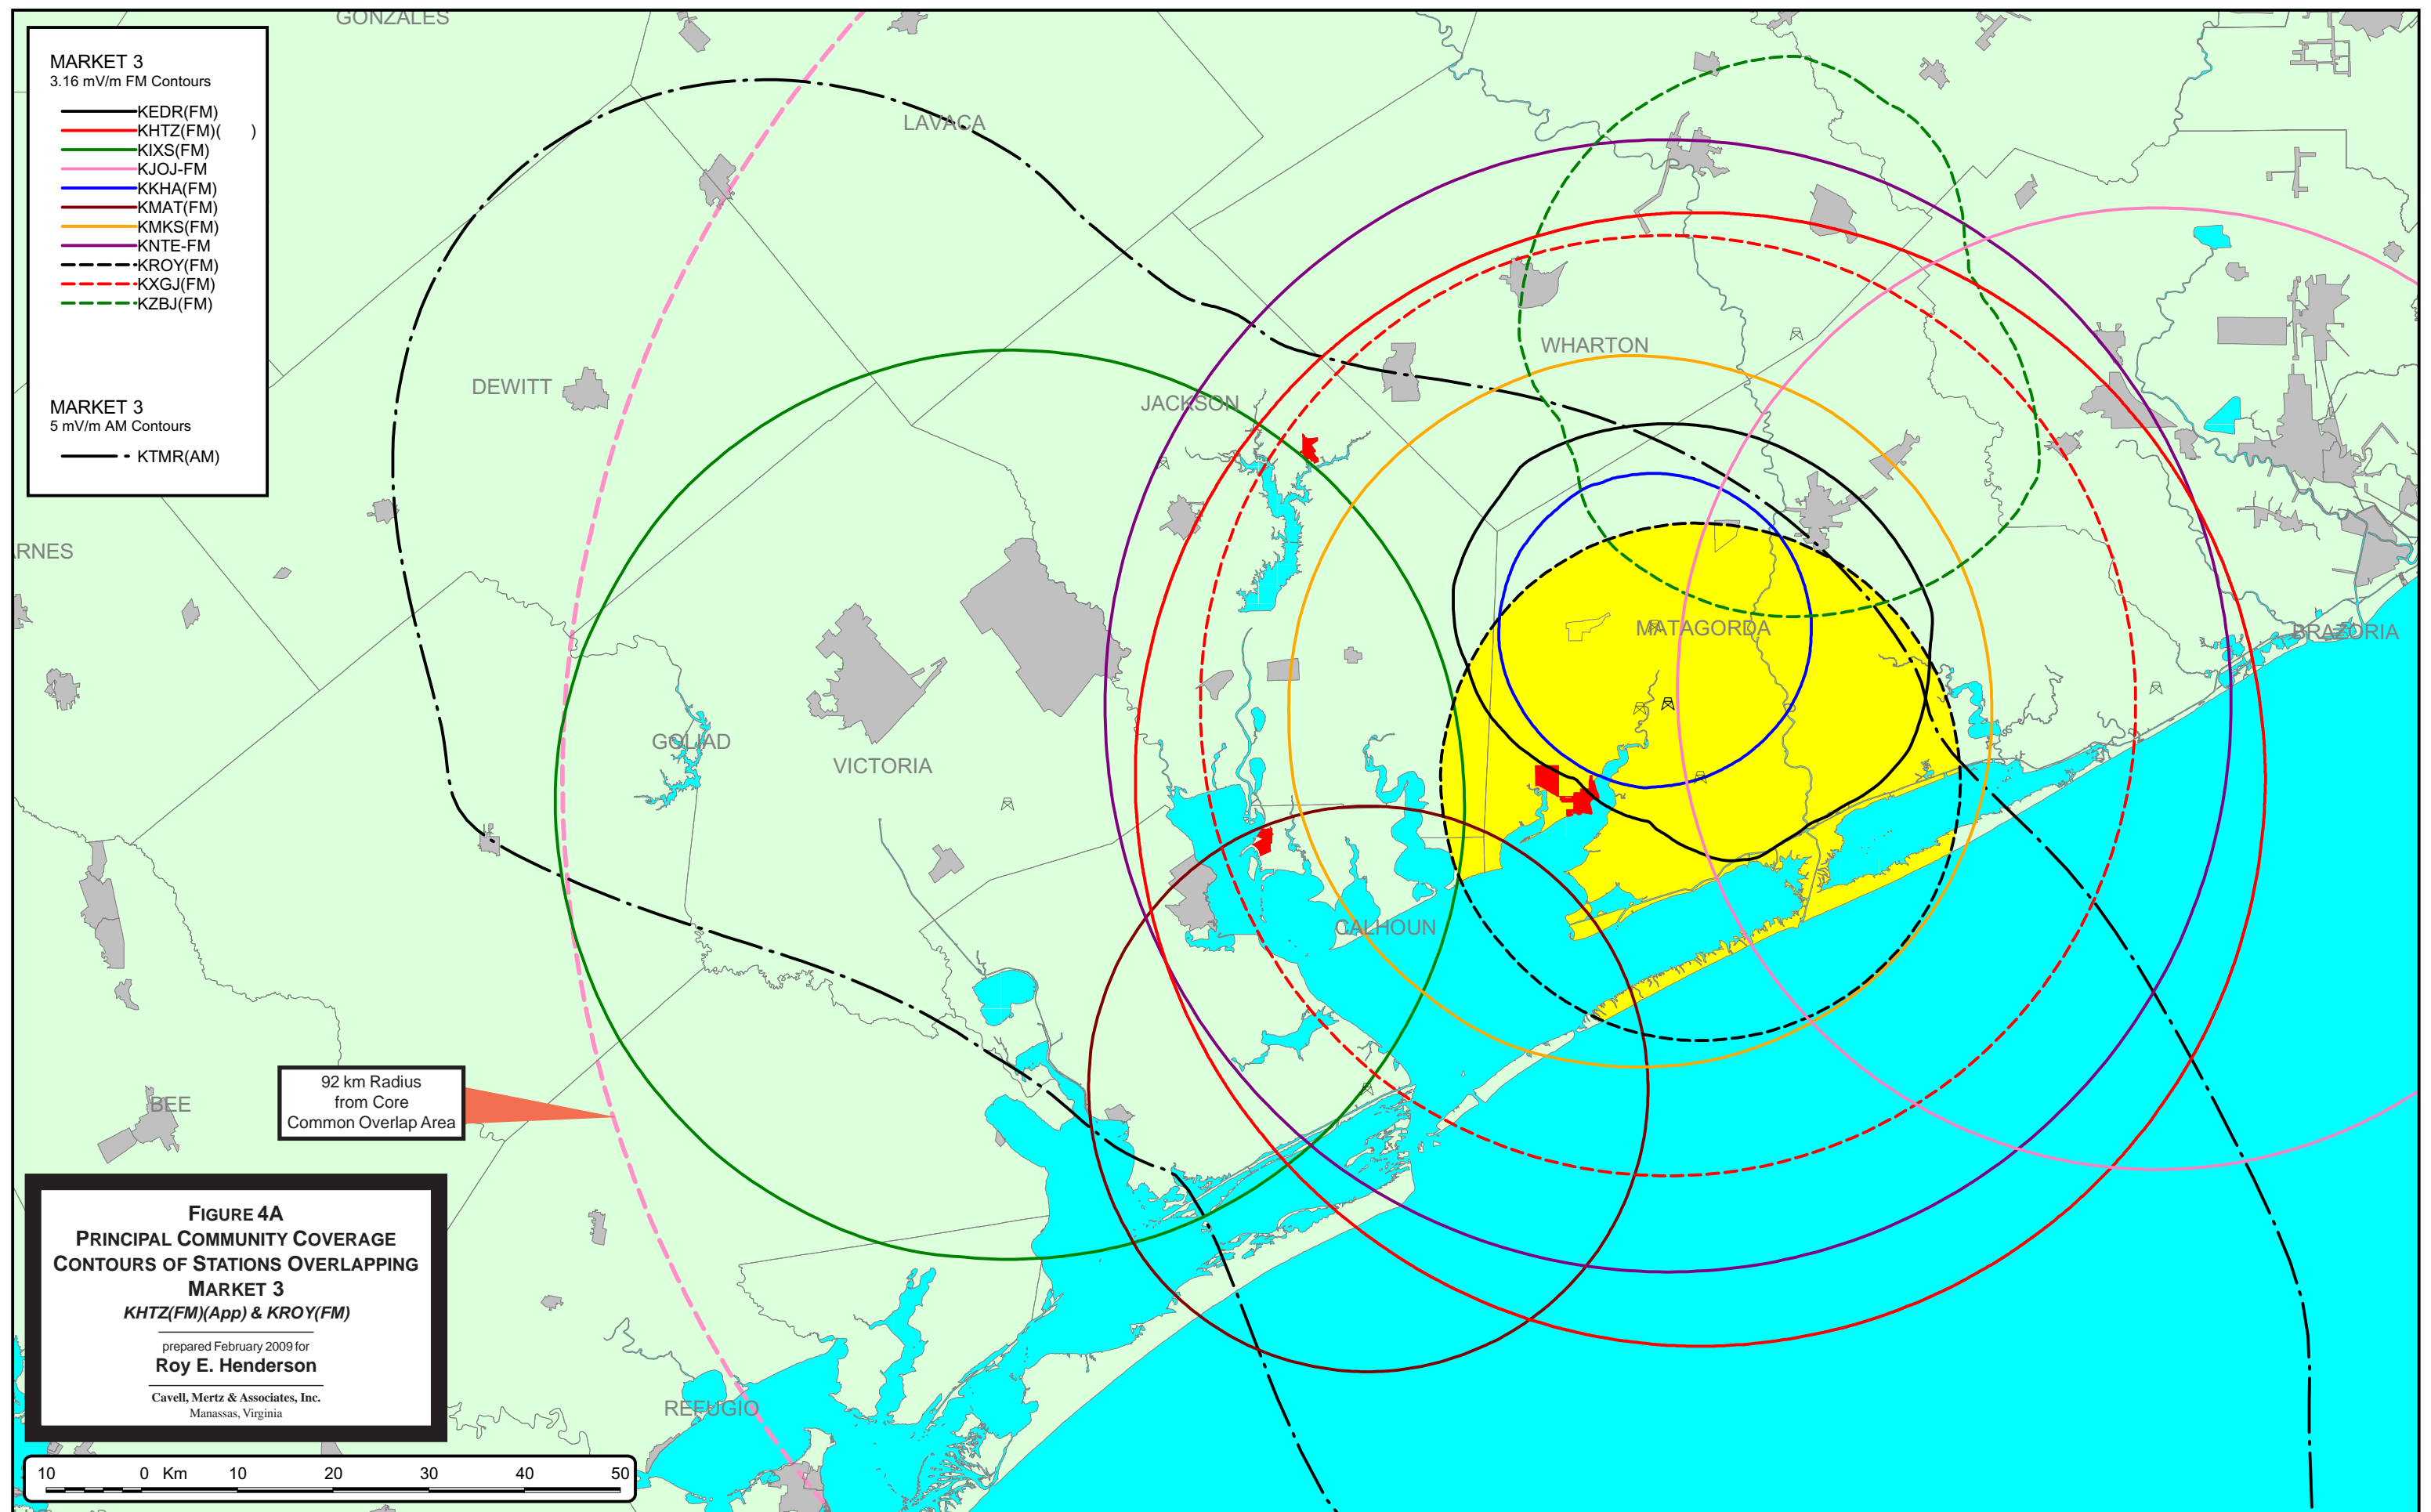 GONZALES
MARKET 3
3.16 mV/m FM Contours
KEDR(FM)
KHTZ(FM)( )
KIXS(FM)
KJOJ-FM
KKHA(FM)
KMAT(FM)
KMKS(FM)
KNTE-FM
KROY(FM)
KXGJ(FM)
KZBJ(FM)
MARKET 3
5 mV/m AM Contours
KTMR(AM)
LAVACA
WHARTON
DEWITT
JACKSON
ARNES
MATAGORDA
BRAZORIA
GOLIAD
VICTORIA
CALHOUN
BEE
92 km Radius
from Core
Common Overlap Area
REFUGIO
FIGURE 4A
PRINCIPAL COMMUNITY COVERAGE
CONTOURS OF STATIONS OVERLAPPING
MARKET 3
KHTZ(FM)(App) & KROY(FM)
prepared February 2009 for
Roy E. Henderson
Cavell, Mertz & Associates, Inc.
Manassas, Virginia
10 0 Km 10 20 30 40 50